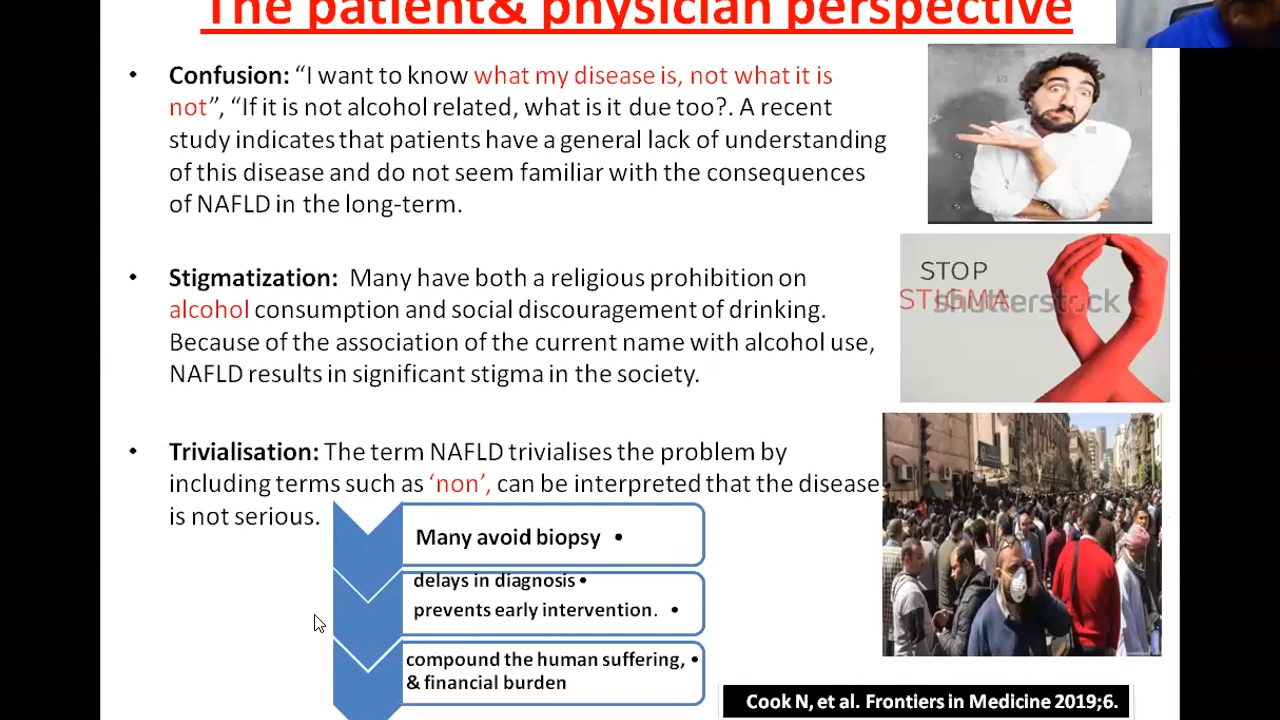 The patient& physician perspective
• Confusion: “I want to know what my disease is, not what it is
not”, “If it is not alcohol related, what is it due too?. A recent
study indicates that patients have a general lack of understanding
of this disease and do not seem familiar with the consequences
of NAFLD in the long-term.
STOP
STIGMA
shutterstock
• Stigmatization: Many have both a religious prohibition on
alcohol consumption and social discouragement of drinking.
Because of the association of the current name with alcohol use,
NAFLD results in significant stigma in the society.
• Trivialisation: The term NAFLD trivialises the problem by
including terms such as ‘non’, can be interpreted that the disease
is not serious.
Many avoid biopsy •
delays in diagnosis •
prevents early intervention. •
compound the human suffering, •
& financial burden
Cook N, et al. Frontiers in Medicine 2019;6.